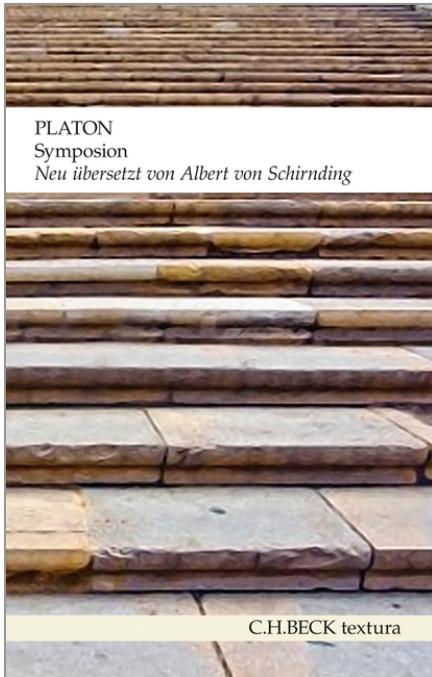 PLATON
Symposion
Neu übersetzt von Albert von Schirnding
C.H.BECK textura